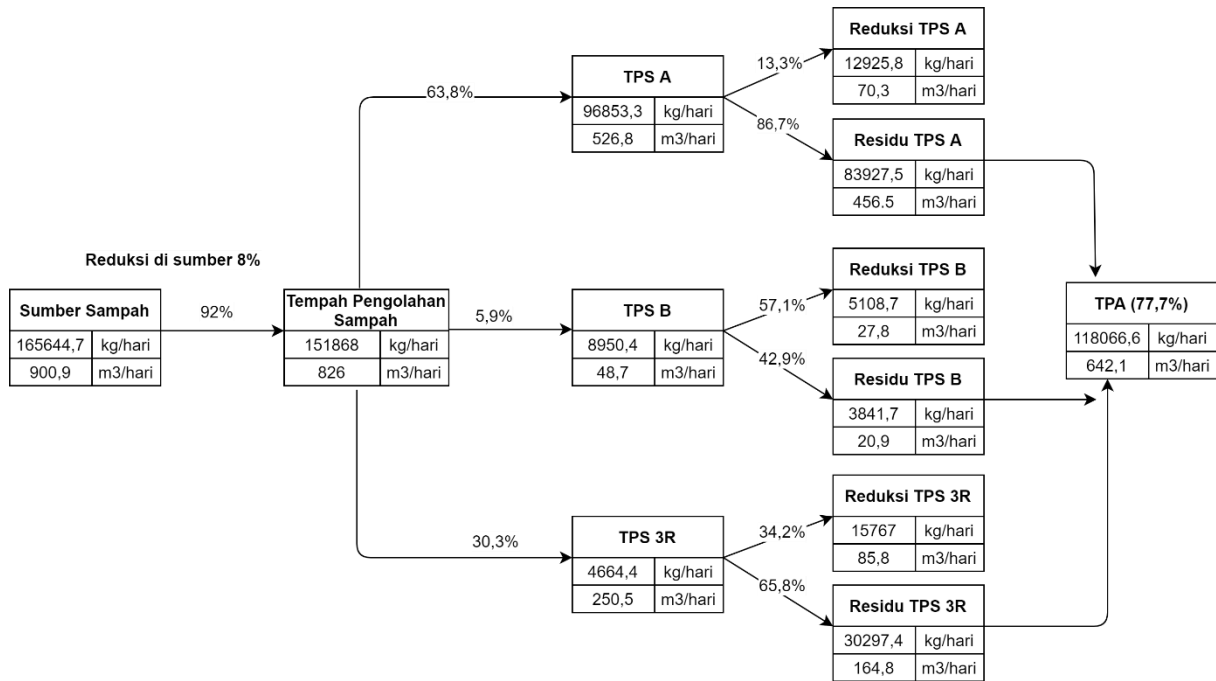 Reduksi di sumber 8%
Sumber Sampah
165644,7 kg/hari
900,9 m3/hari
92%
Tempah Pengolahan
Sampah
151868 kg/hari
826 m3/hari
63,8%
TPS A
96853,3 kg/hari
526,8 m3/hari
13,3%
Reduksi TPS A
12925,8 kg/hari
70,3 m3/hari
86,7%
Residu TPS A
83927,5 kg/hari
456.5 m3/hari
5,9%
TPS B
8950,4 kg/hari
48,7 m3/hari
57,1%
Reduksi TPS B
5108,7 kg/hari
27,8 m3/hari
42,9%
Residu TPS B
3841,7 kg/hari
20,9 m3/hari
30,3%
TPS 3R
4664,4 kg/hari
250,5 m3/hari
34,2%
Reduksi TPS 3R
15767 kg/hari
85,8 m3/hari
65,8%
Residu TPS 3R
30297,4 kg/hari
164,8 m3/hari
TPA (77,7%)
118066,6 kg/hari
642,1 m3/hari